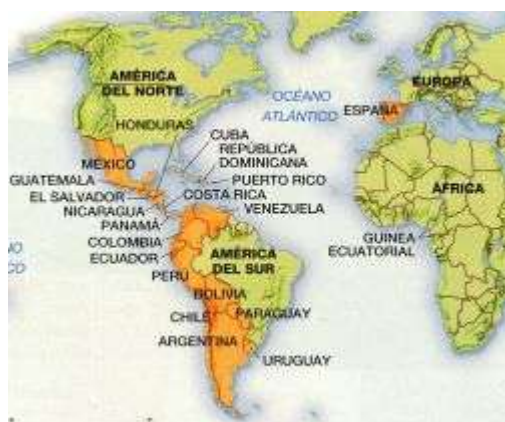 AMÉRICA
DEL NORTE
EUROPA
OCÉANO
ATLÁNTICO
ESPAÑA
HONDURAS
CUBA
REPÚBLICA
DOMINICANA
MÉXICO
PUERTO RICO
GUATEMALA
EL SALVADOR
COSTA RICA
NICARAGUA
VENEZUELA
PANAMÁ
ÁFRICA
COLOMBIA
ECUADOR
AMÉRICA
DEL SUR
GUINEA
ECUATORIAL
PERÚ
BOLIVIA
CHILE
PARAGUAY
ARGENTINA
URUGUAY